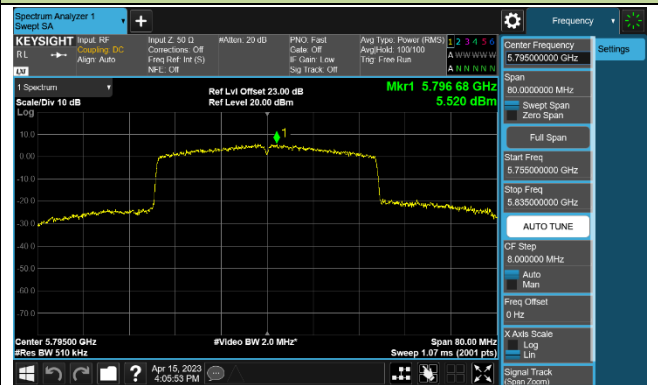 Spectrum Analyzer 1
Swept SA
Frequency
KEYSIGHT
RL
LXI
Input: RF
Coupling: DC
Align: Auto
Input Z: 50 Ω
Corrections: Off
Freq Ref: Int (S)
NFE: Off
#Atten: 20 dB
PNO: Fast
Gate: Off
IF Gain: Low
Sig Track: Off
Avg Type: Power (RMS)
Avg|Hold: 100/100
Trig: Free Run
1 2 3 4 5 6
A W W W W W
A N N N N N
Center Frequency
5.795000000 GHz
Settings
Span
80.0000000 MHz
Swept Span
Zero Span
Full Span
Start Freq
5.755000000 GHz
Stop Freq
5.835000000 GHz
AUTO TUNE
CF Step
8.000000 MHz
Auto
Man
Freq Offset
0 Hz
X Axis Scale
Log
Lin
Signal Track
(Span Zoom)
1 Spectrum
Scale/Div 10 dB
Log
Ref Lvl Offset 23.00 dB
Ref Level 20.00 dBm
Mkr1 5.796 68 GHz
5.520 dBm
1
10.0
0.00
-10.0
-20.0
-30.0
-40.0
-50.0
-60.0
-70.0
Center 5.79500 GHz
#Res BW 510 kHz
#Video BW 2.0 MHz*
Span 80.00 MHz
Sweep 1.07 ms (2001 pts)
Apr 15, 2023
4:05:53 PM